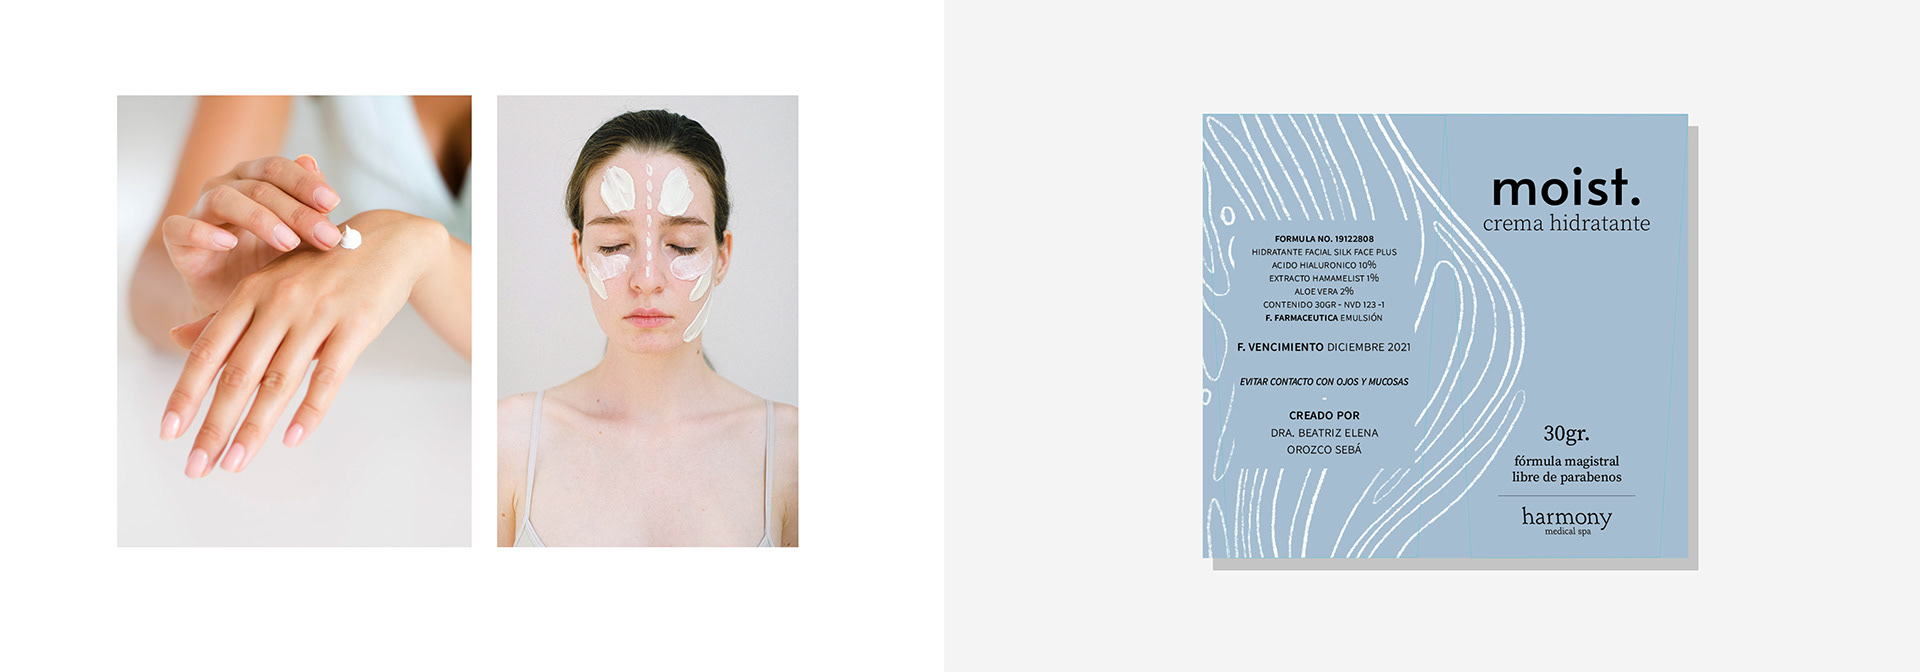 FORMULA NO. 19122808
HIDRATANTE FACIAL SILK FACE PLUS
ACIDO HIALURONICO 10%
EXTRACTO HAMAMELIST 1%
ALOE VERA 2%
CONTENIDO 30GR - NVD 123 -1
F. FARMACEUTICA EMULSIÓN
F. VENCIMIENTO DICIEMBRE 2021
EVITAR CONTACTO CON OJOS Y MUCOSAS
-
CREADO POR
DRA. BEATRIZ ELENA
OROZCO SEBÁ
moist.
crema hidratante
30gr.
fórmula magistral
libre de parabenos
harmony
medical spa